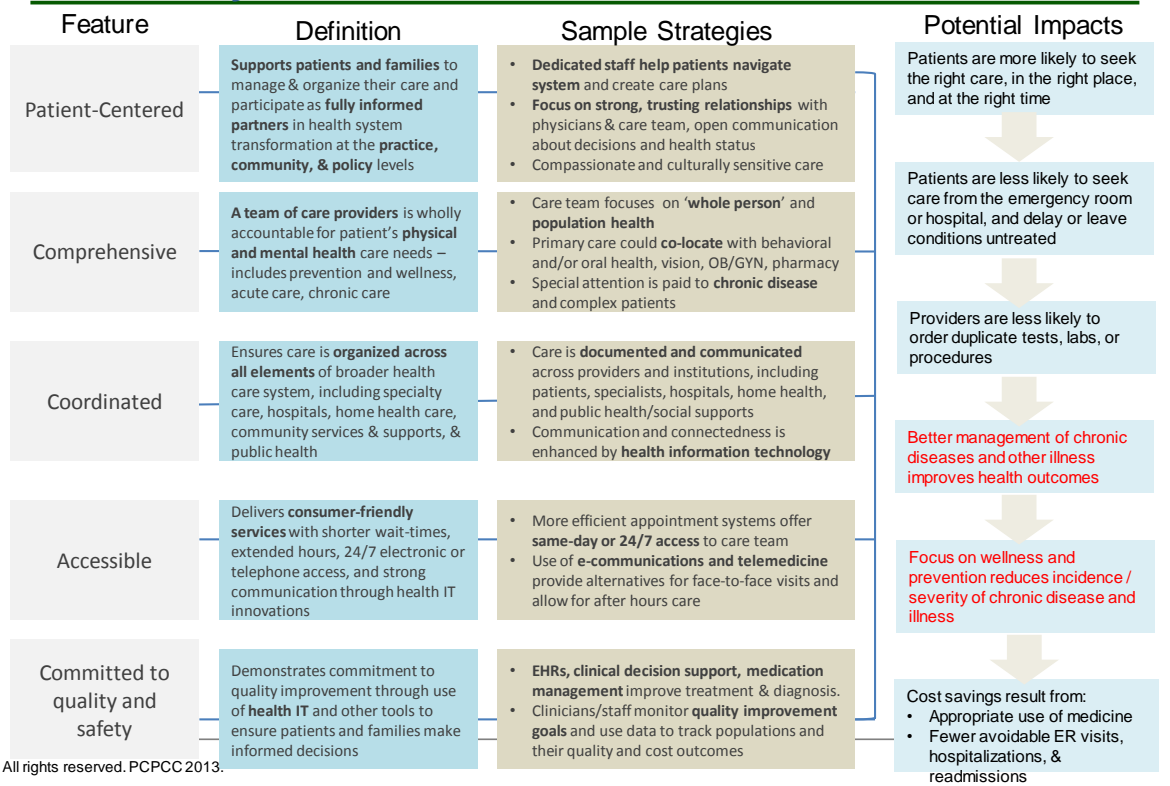 Feature
Definition
Sample Strategies
Potential Impacts
Patient-Centered
Supports patients and families to
manage & organize their care and
participate as fully informed
partners in health system
transformation at the practice,
community, & policy levels
• Dedicated staff help patients navigate
system and create care plans
• Focus on strong, trusting relationships with
physicians & care team, open communication
about decisions and health status
• Compassionate and culturally sensitive care
Comprehensive
A team of care providers is wholly
accountable for patient's physical
and mental health care needs –
includes prevention and wellness,
acute care, chronic care
• Care team focuses on 'whole person' and
population health
• Primary care could co-locate with behavioral
and/or oral health, vision, OB/GYN, pharmacy
• Special attention is paid to chronic disease
and complex patients
Coordinated
Ensures care is organized across
all elements of broader health
care system, including specialty
care, hospitals, home health care,
community services & supports, &
public health
• Care is documented and communicated
across providers and institutions, including
patients, specialists, hospitals, home health,
and public health/social supports
• Communication and connectedness is
enhanced by health information technology
Accessible
Delivers consumer-friendly
services with shorter wait-times,
extended hours, 24/7 electronic or
telephone access, and strong
communication through health IT
innovations
• More efficient appointment systems offer
same-day or 24/7 access to care team
• Use of e-communications and telemedicine
provide alternatives for face-to-face visits and
allow for after hours care
Committed to
quality and
safety
Demonstrates commitment to
quality improvement through use
of health IT and other tools to
ensure patients and families make
informed decisions
• EHRs, clinical decision support, medication
management improve treatment & diagnosis.
• Clinicians/staff monitor quality improvement
goals and use data to track populations and
their quality and cost outcomes
Patients are more likely to seek
the right care, in the right place,
and at the right time
Patients are less likely to seek
care from the emergency room
or hospital, and delay or leave
conditions untreated
Providers are less likely to
order duplicate tests, labs, or
procedures
Better management of chronic
diseases and other illness
improves health outcomes
Focus on wellness and
prevention reduces incidence /
severity of chronic disease and
illness
Cost savings result from:
• Appropriate use of medicine
• Fewer avoidable ER visits,
hospitalizations, &
readmissions
All rights reserved. PCPCC 2013.